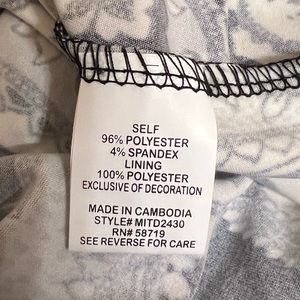 SELF
96% POLYESTER
4% SPANDEX
LINING
100% POLYESTER
EXCLUSIVE OF DECORATION
MADE IN CAMBODIA
STYLE# MITD2430
RN# 58719
SEE REVERSE FOR CARE